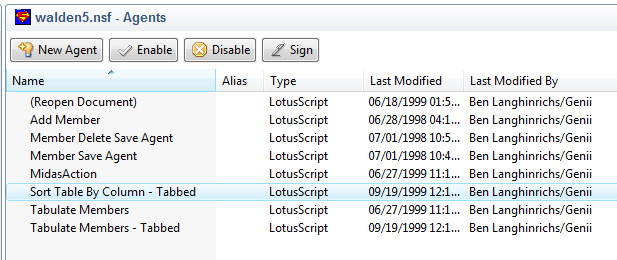 walden5.nsf - Agents
New Agent Enable Disable Sign
Name Alias Type Last Modified Last Modified By
(Reopen Document) LotusScript 06/18/1999 01:5... Ben Langhinrichs/Genii
Add Member LotusScript 06/28/1998 04:1... Ben Langhinrichs/Genii
Member Delete Save Agent LotusScript 07/01/1998 10:5... Ben Langhinrichs/Genii
Member Save Agent LotusScript 07/01/1998 10:4... Ben Langhinrichs/Genii
MidasAction LotusScript 06/27/1999 11:1... Ben Langhinrichs/Genii
Sort Table By Column - Tabbed LotusScript 09/19/1999 12:1... Ben Langhinrichs/Genii
Tabulate Members LotusScript 06/27/1999 11:1... Ben Langhinrichs/Genii
Tabulate Members - Tabbed LotusScript 09/19/1999 12:1... Ben Langhinrichs/Genii